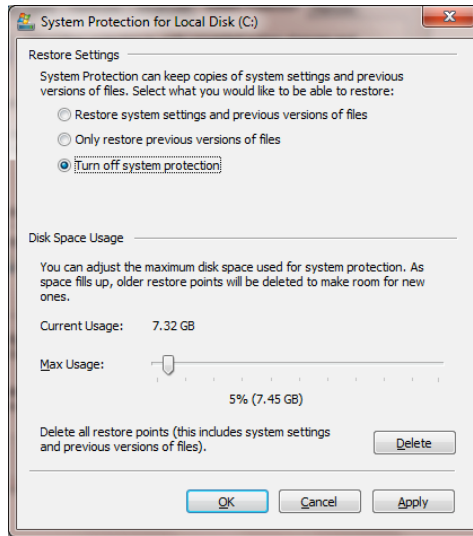 System Protection for Local Disk (C:)
Restore Settings
System Protection can keep copies of system settings and previous
versions of files. Select what you would like to be able to restore:
Restore system settings and previous versions of files
Only restore previous versions of files
Turn off system protection
Disk Space Usage
You can adjust the maximum disk space used for system protection. As
space fills up, older restore points will be deleted to make room for new
ones.
Current Usage: 7.32 GB
Max Usage:
5% (7.45 GB)
Delete all restore points (this includes system settings
and previous versions of files).
Delete
OK Cancel Apply